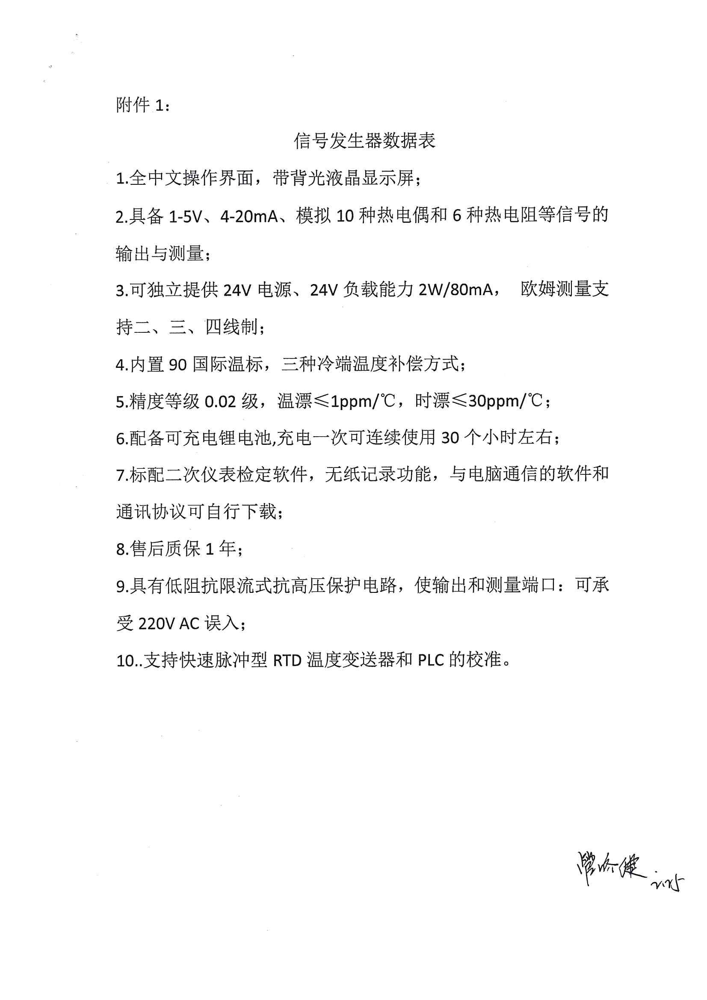 附件 1：
信号发生器数据表
1.全中文操作界面，带背光液晶显示屏；
2.具备 1-5V、4-20mA、模拟 10 种热电偶和 6 种热电阻等信号的
输出与测量；
3.可独立提供 24V 电源、24V 负载能力 2W/80mA， 欧姆测量支
持二、三、四线制；
4.内置 90 国际温标，三种冷端温度补偿方式；
5.精度等级 0.02 级，温漂≤1ppm/℃，时漂≤30ppm/℃；
6.配备可充电锂电池,充电一次可连续使用 30 个小时左右；
7.标配二次仪表检定软件，无纸记录功能，与电脑通信的软件和
通讯协议可自行下载；
8.售后质保 1 年；
9.具有低阻抗限流式抗高压保护电路，使输出和测量端口：可承
受 220V AC 误入；
10..支持快速脉冲型 RTD 温度变送器和 PLC 的校准。